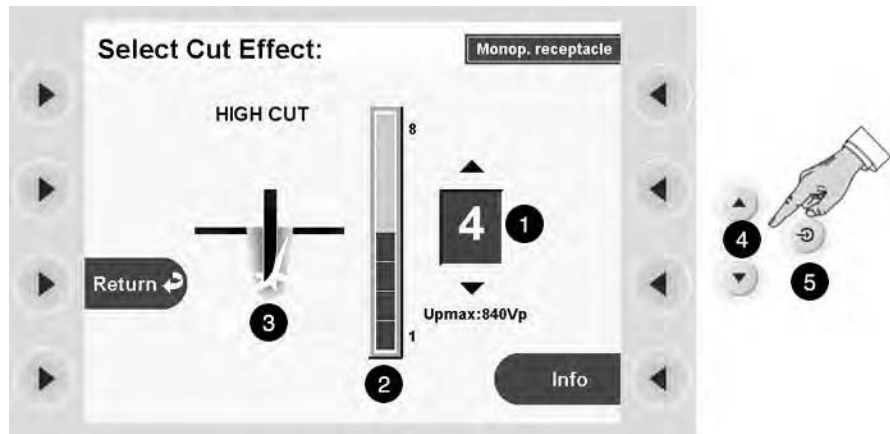 Select Cut Effect:
Monop. receptacle
HIGH CUT
8
4
1
4
5
Return
3
Upmax:840Vp
1
2
Info